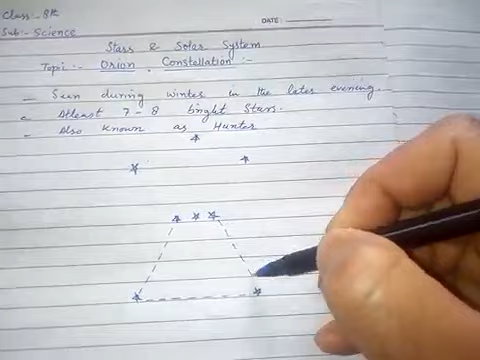 Class:- 8th
Sub:- Science
DATE:
Stars & Solar System
Topic:- Orion Constellation :-
– Seen during winter in the later evening.
– Atleast 7-8 bright Stars.
– Also known as Hunter